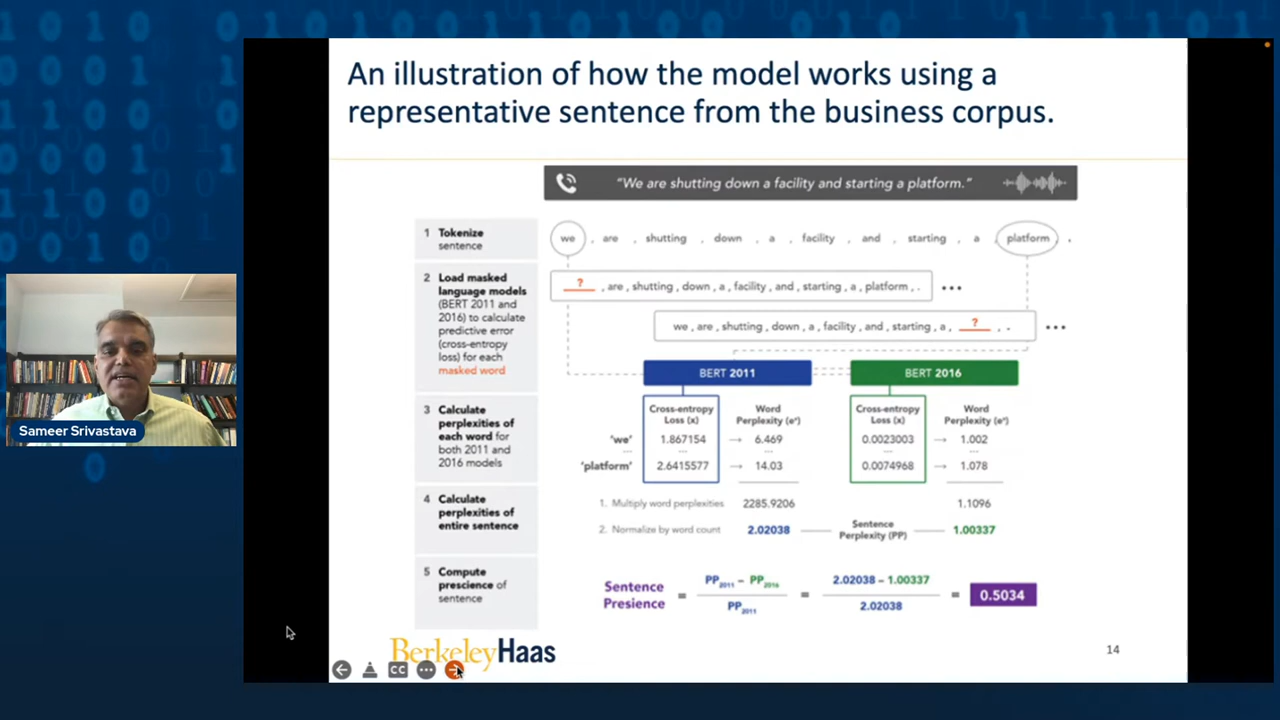 An illustration of how the model works using a
representative sentence from the business corpus.
"We are shutting down a facility and starting a platform."
1 Tokenize
sentence
we , are , shutting , down , a , facility , and , starting , a , platform , .
2 Load masked
language models
(BERT 2011 and
2016) to calculate
predictive error
(cross-entropy
loss) for each
masked word
? , are , shutting , down , a , facility , and , starting , a , platform , . •••
we , are , shutting , down , a , facility , and , starting , a , ? , . •••
BERT 2011
BERT 2016
3 Calculate
perplexities of
each word for
both 2011 and
2016 models
Cross-entropy
Loss (x)
Word
Perplexity (eˣ)
Cross-entropy
Loss (x)
Word
Perplexity (eˣ)
'we' 1.867154 → 6.469 0.0023003 → 1.002
... ... ... ... ...
'platform' 2.6415577 → 14.03 0.0074968 → 1.078
4 Calculate
perplexities of
entire sentence
1. Multiply word perplexities 2285.9206 1.1096
2. Normalize by word count 2.02038 Sentence
Perplexity (PP) 1.00337
5 Compute
prescience of
sentence
Sentence
Presience
= PP2011 – PP2016
PP2011
= 2.02038 – 1.00337
2.02038
= 0.5034
BerkeleyHaas
14
CC
Sameer Srivastava